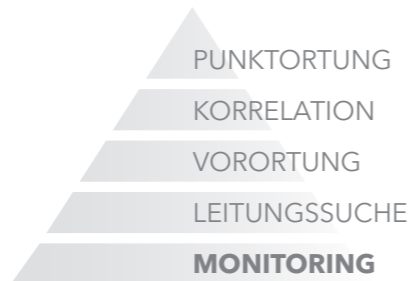 PUNKTORTUNG
KORRELATION
VORORTUNG
LEITUNGSSUCHE
MONITORING